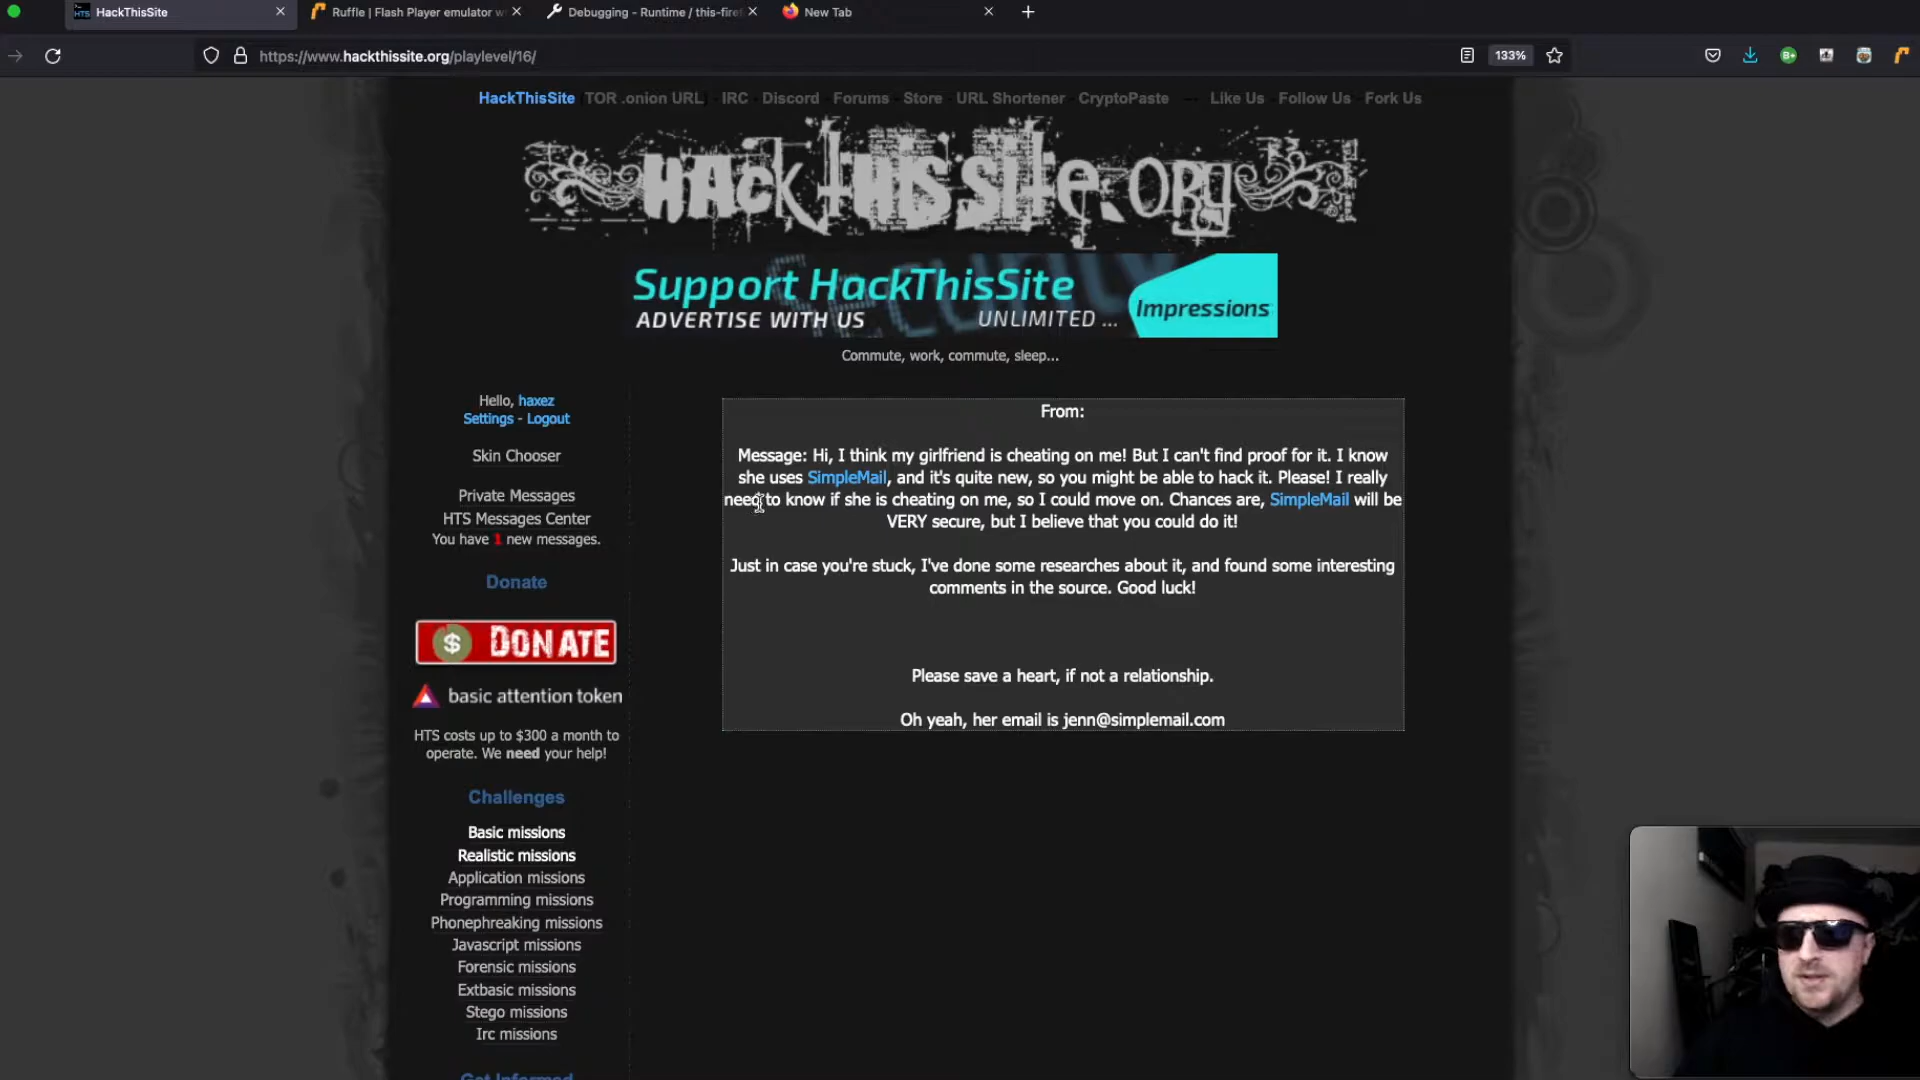 HackThisSite
Ruffle | Flash Player emulator w
Debugging - Runtime / this-firef
New Tab
https://www.hackthissite.org/playlevel/16/
133%
HackThisSite TOR .onion URL - IRC - Discord - Forums - Store - URL Shortener - CryptoPaste - Like Us - Follow Us - Fork Us
HAck tHIS Site.ORG
Support HackThisSite
ADVERTISE WITH US UNLIMITED ... Impressions
Commute, work, commute, sleep...
Hello, haxez
Settings - Logout
Skin Chooser
Private Messages
HTS Messages Center
You have 1 new messages.
Donate
$ DONATE
basic attention token
HTS costs up to $300 a month to
operate. We need your help!
Challenges
Basic missions
Realistic missions
Application missions
Programming missions
Phonephreaking missions
Javascript missions
Forensic missions
Extbasic missions
Stego missions
Irc missions
Get Informed
From:
Message: Hi, I think my girlfriend is cheating on me! But I can't find proof for it. I know
she uses SimpleMail, and it's quite new, so you might be able to hack it. Please! I really
need to know if she is cheating on me, so I could move on. Chances are, SimpleMail will be
VERY secure, but I believe that you could do it!
Just in case you're stuck, I've done some researches about it, and found some interesting
comments in the source. Good luck!
Please save a heart, if not a relationship.
Oh yeah, her email is jenn@simplemail.com